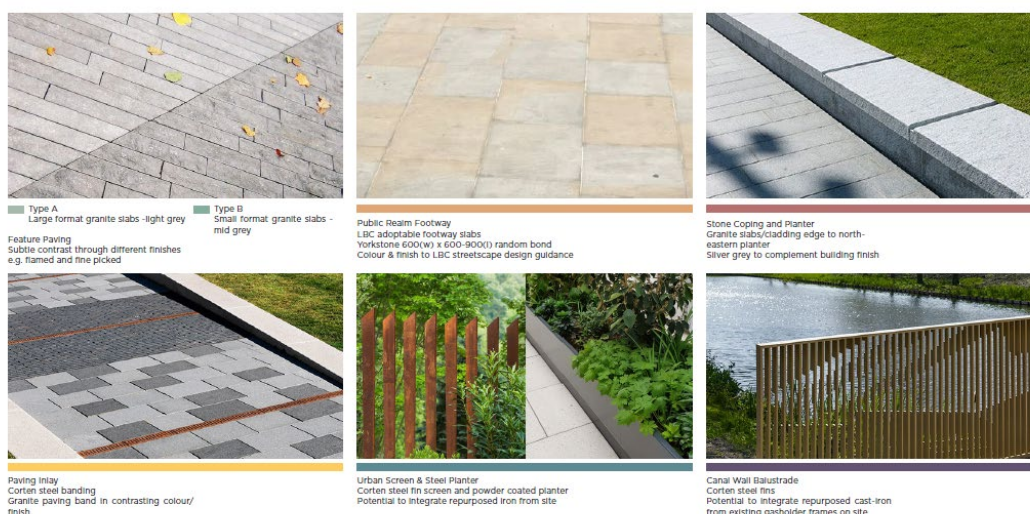 Type A
Large format granite slabs -light grey
Type B
Small format granite slabs -
mid grey
Feature Paving
Subtle contrast through different finishes
e.g. flamed and fine picked
Public Realm Footway
LBC adoptable footway slabs
Yorkstone 600(w) x 600-900(l) random bond
Colour & finish to LBC streetscape design guidance
Stone Coping and Planter
Granite slabs/cladding edge to north-
eastern planter
Silver grey to complement building finish
Paving Inlay
Corten steel banding
Granite paving band in contrasting colour/
finish
Urban Screen & Steel Planter
Corten steel fin screen and powder coated planter
Potential to integrate repurposed iron from site
Canal Wall Balustrade
Corten steel fins
Potential to integrate repurposed cast-iron
from existing gasholder frames on site